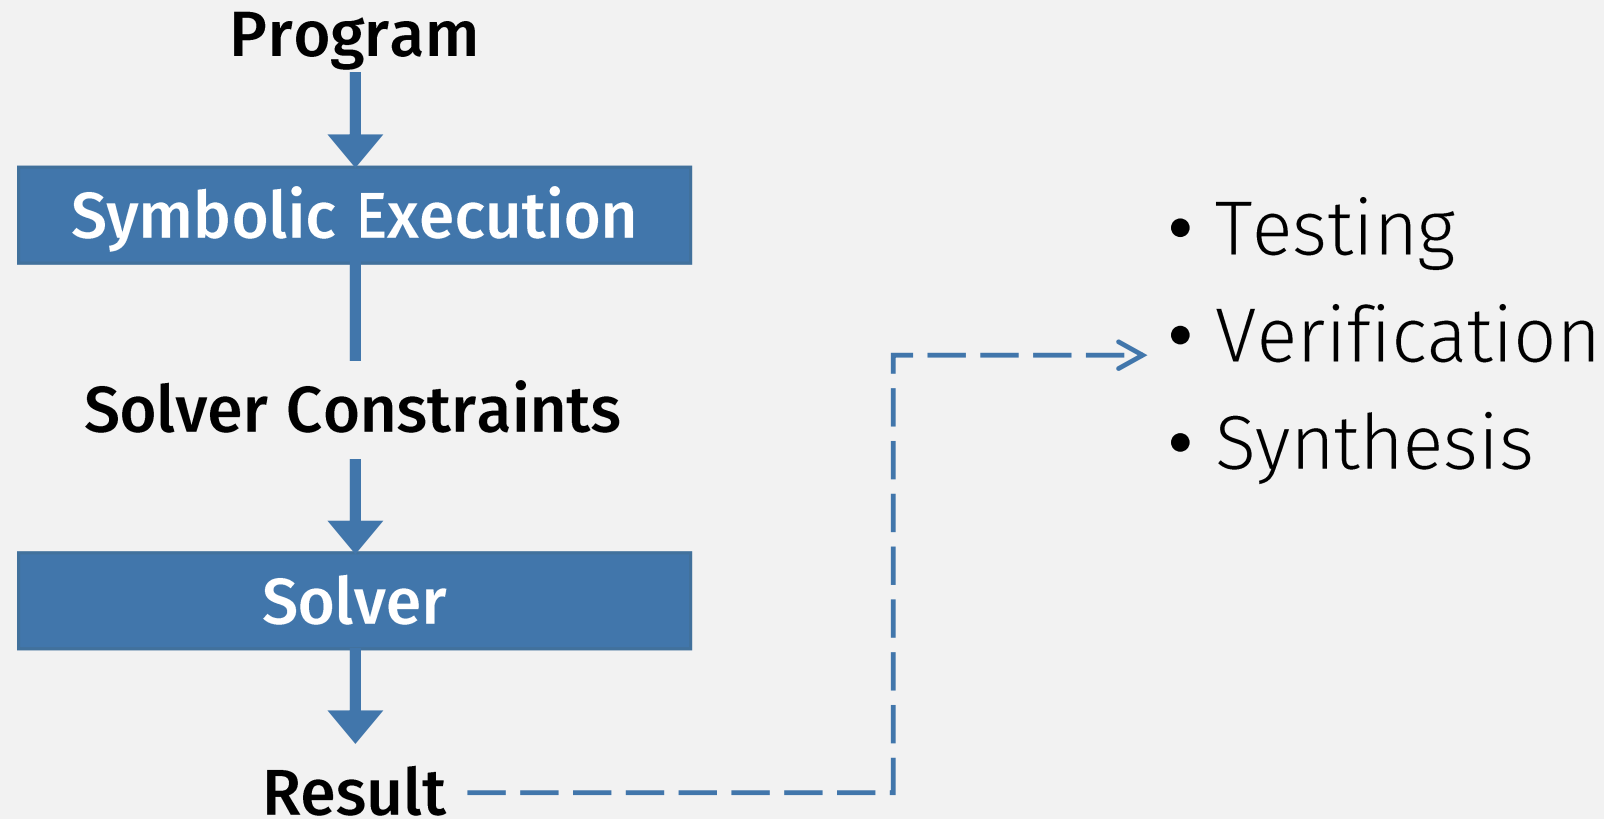 Program
Symbolic Execution
Solver Constraints
Solver
Result
• Testing
• Verification
• Synthesis